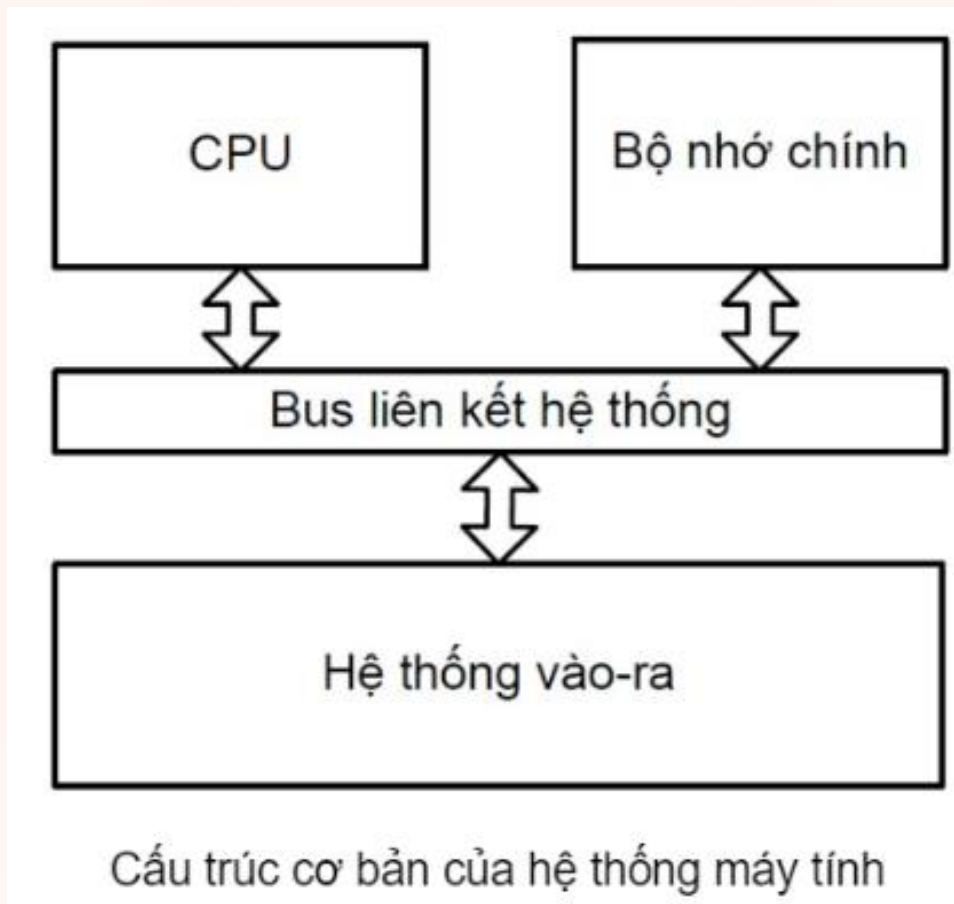 CPU
Bộ nhớ chính
Bus liên kết hệ thống
Hệ thống vào-ra
Cấu trúc cơ bản của hệ thống máy tính